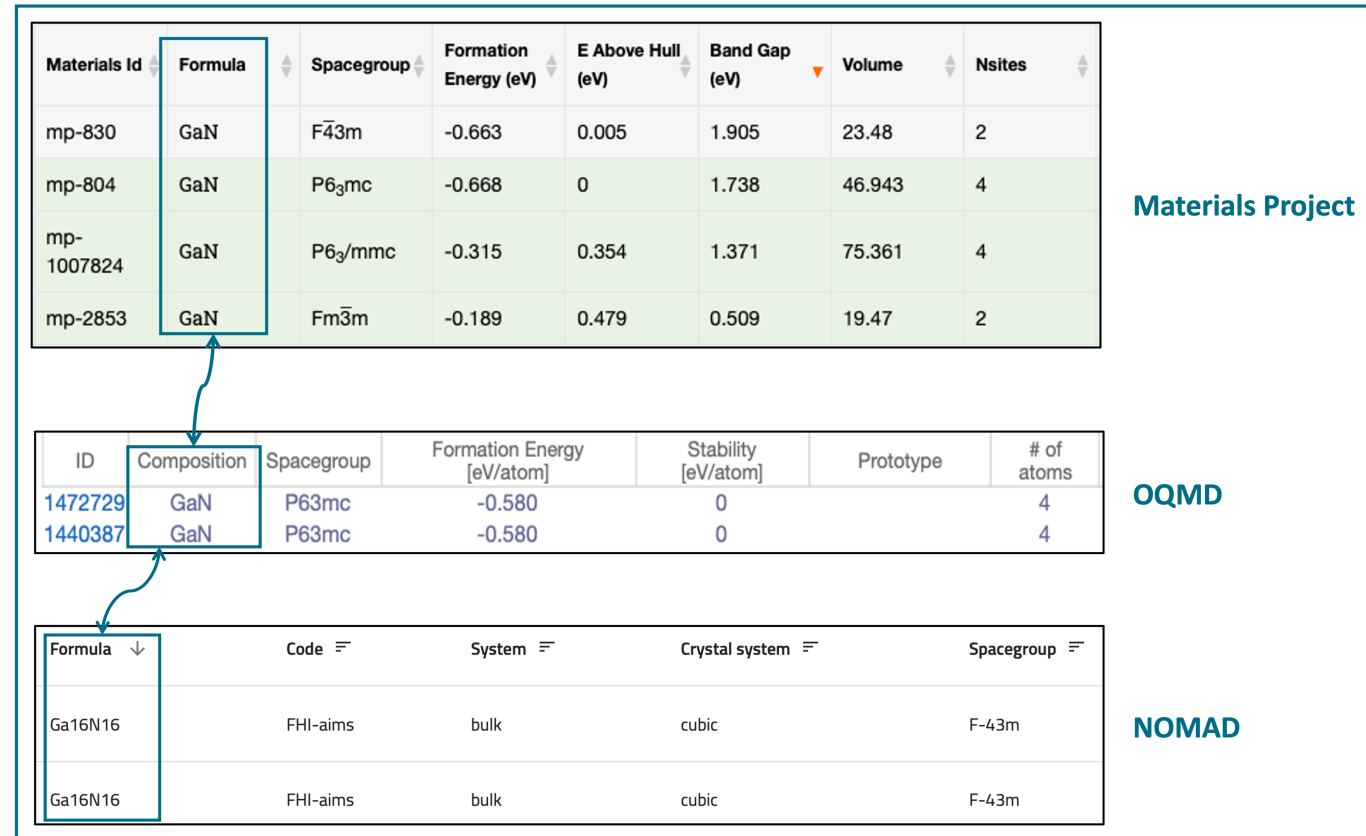 Materials Id Formula Spacegroup Formation Energy (eV) E Above Hull (eV) Band Gap (eV) Volume Nsites
mp-830 GaN F4̅3m -0.663 0.005 1.905 23.48 2
mp-804 GaN P6₃mc -0.668 0 1.738 46.943 4
mp-1007824 GaN P6₃/mmc -0.315 0.354 1.371 75.361 4
mp-2853 GaN Fm3̅m -0.189 0.479 0.509 19.47 2
Materials Project
ID Composition Spacegroup Formation Energy [eV/atom] Stability [eV/atom] Prototype # of atoms
1472729 GaN P63mc -0.580 0 4
1440387 GaN P63mc -0.580 0 4
OQMD
Formula Code System Crystal system Spacegroup
Ga16N16 FHI-aims bulk cubic F-43m
Ga16N16 FHI-aims bulk cubic F-43m
NOMAD